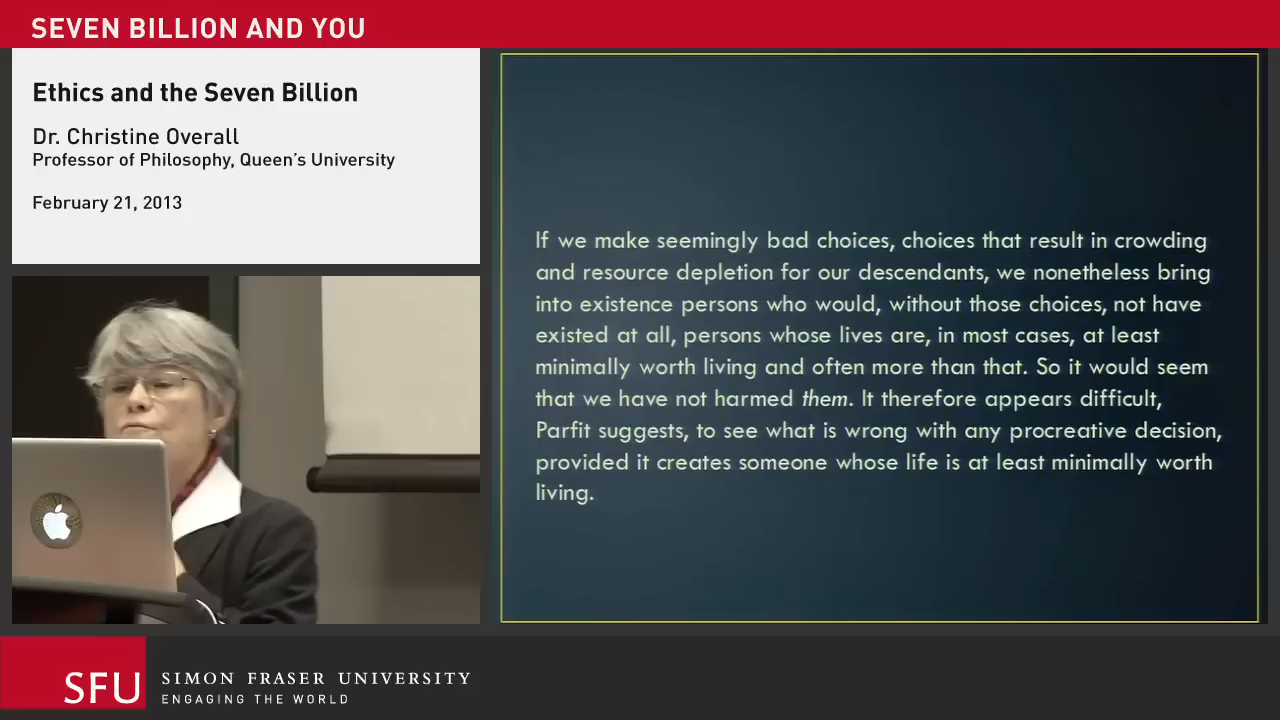 SEVEN BILLION AND YOU
Ethics and the Seven Billion
Dr. Christine Overall
Professor of Philosophy, Queen's University
February 21, 2013
If we make seemingly bad choices, choices that result in crowding
and resource depletion for our descendants, we nonetheless bring
into existence persons who would, without those choices, not have
existed at all, persons whose lives are, in most cases, at least
minimally worth living and often more than that. So it would seem
that we have not harmed them. It therefore appears difficult,
Parfit suggests, to see what is wrong with any procreative decision,
provided it creates someone whose life is at least minimally worth
living.
SFU
SIMON FRASER UNIVERSITY
ENGAGING THE WORLD